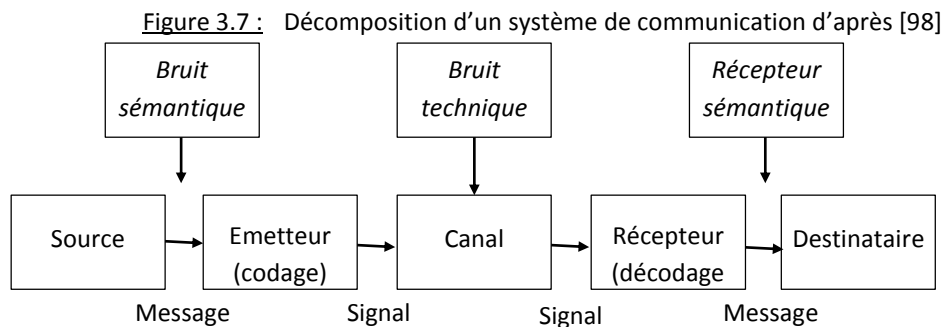 Figure 3.7 : Décomposition d’un système de communication d’après [98]
Bruit
sémantique
Bruit
technique
Récepteur
sémantique
Source
Emetteur
(codage)
Canal
Récepteur
(décodage
Destinataire
Message
Signal
Signal
Message